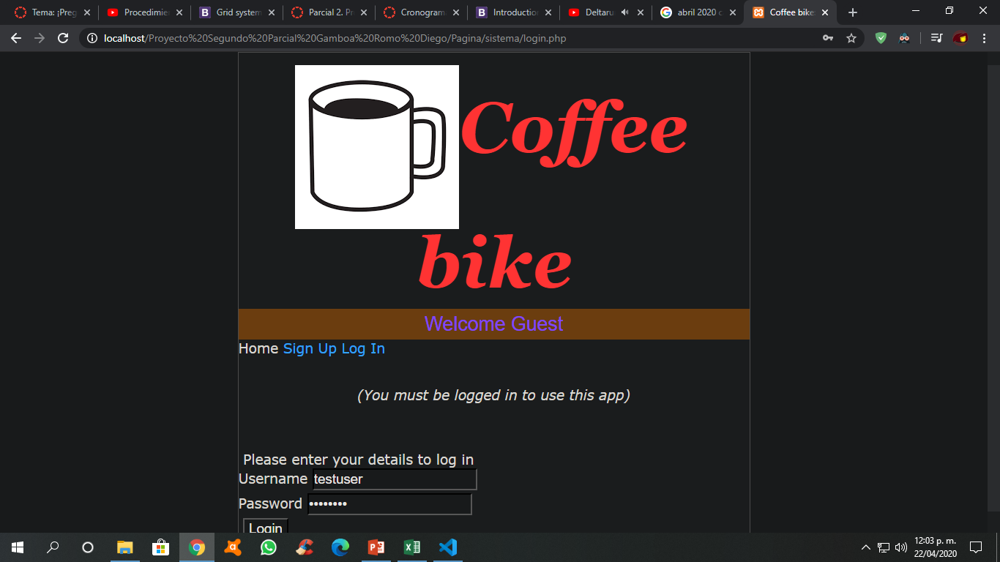 Tema: ¡Preg
Procedimie
Grid system
Parcial 2. Pr
Cronogram
Introduction
Deltaru
abril 2020 c
Coffee bike
localhost/Proyecto%20Segundo%20Parcial%20Gamboa%20Romo%20Diego/Pagina/sistema/login.php
Coffee
bike
Welcome Guest
Home Sign Up Log In
(You must be logged in to use this app)
Please enter your details to log in
Username testuser
Password ••••••••
Login
12:03 p. m.
22/04/2020